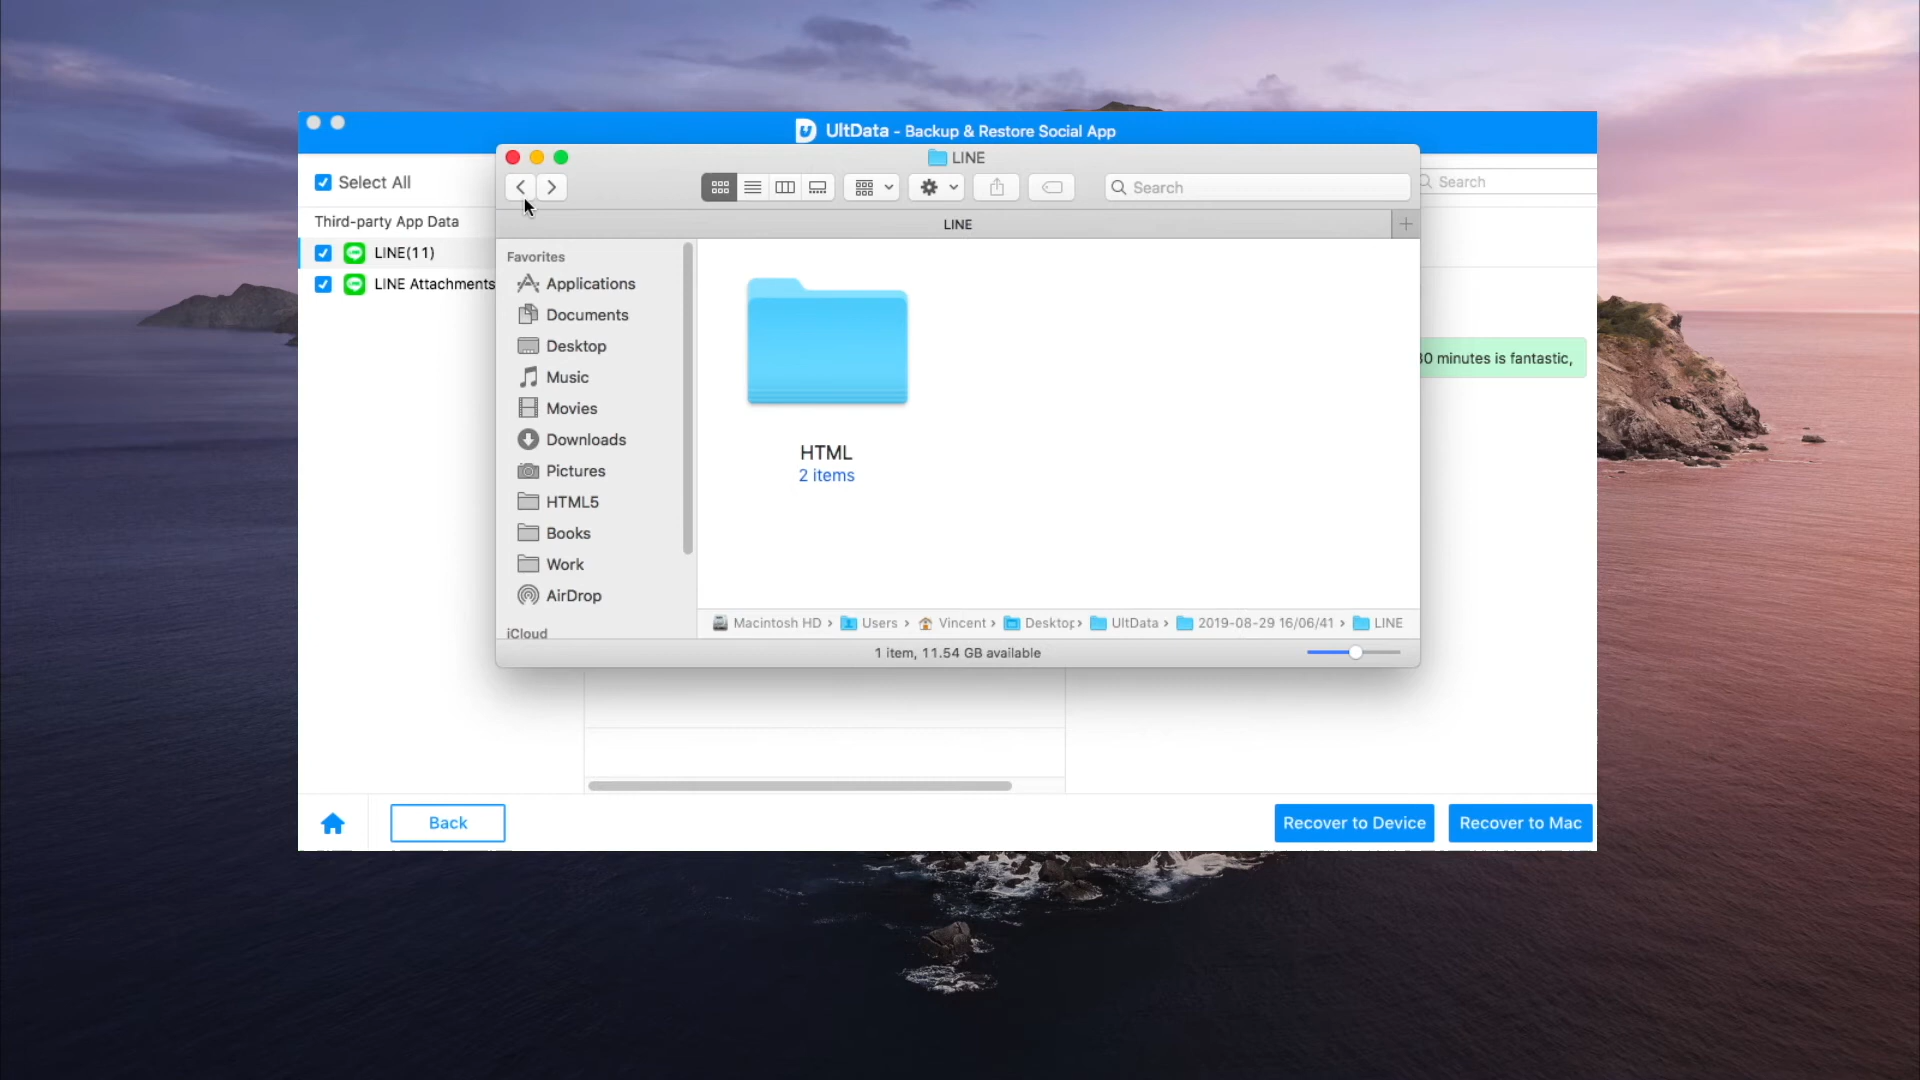 UltData - Backup & Restore Social App
Select All
Search
Third-party App Data
LINE(11)
LINE Attachments
30 minutes is fantastic,
LINE
Search
LINE
Favorites
Applications
Documents
Desktop
Music
Movies
Downloads
Pictures
HTML5
Books
Work
AirDrop
iCloud
HTML
2 items
Macintosh HD › Users › Vincent › Desktop › UltData › 2019-08-29 16/06/41 › LINE
1 item, 11.54 GB available
Back
Recover to Device
Recover to Mac